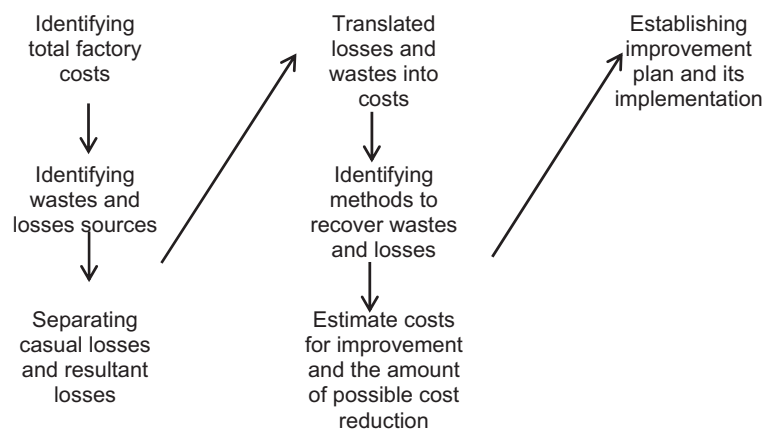 Identifying
total factory
costs
Identifying
wastes and
losses sources
Separating
casual losses
and resultant
losses
Translated
losses and
wastes into
costs
Identifying
methods to
recover wastes
and losses
Estimate costs
for improvement
and the amount
of possible cost
reduction
Establishing
improvement
plan and its
implementation